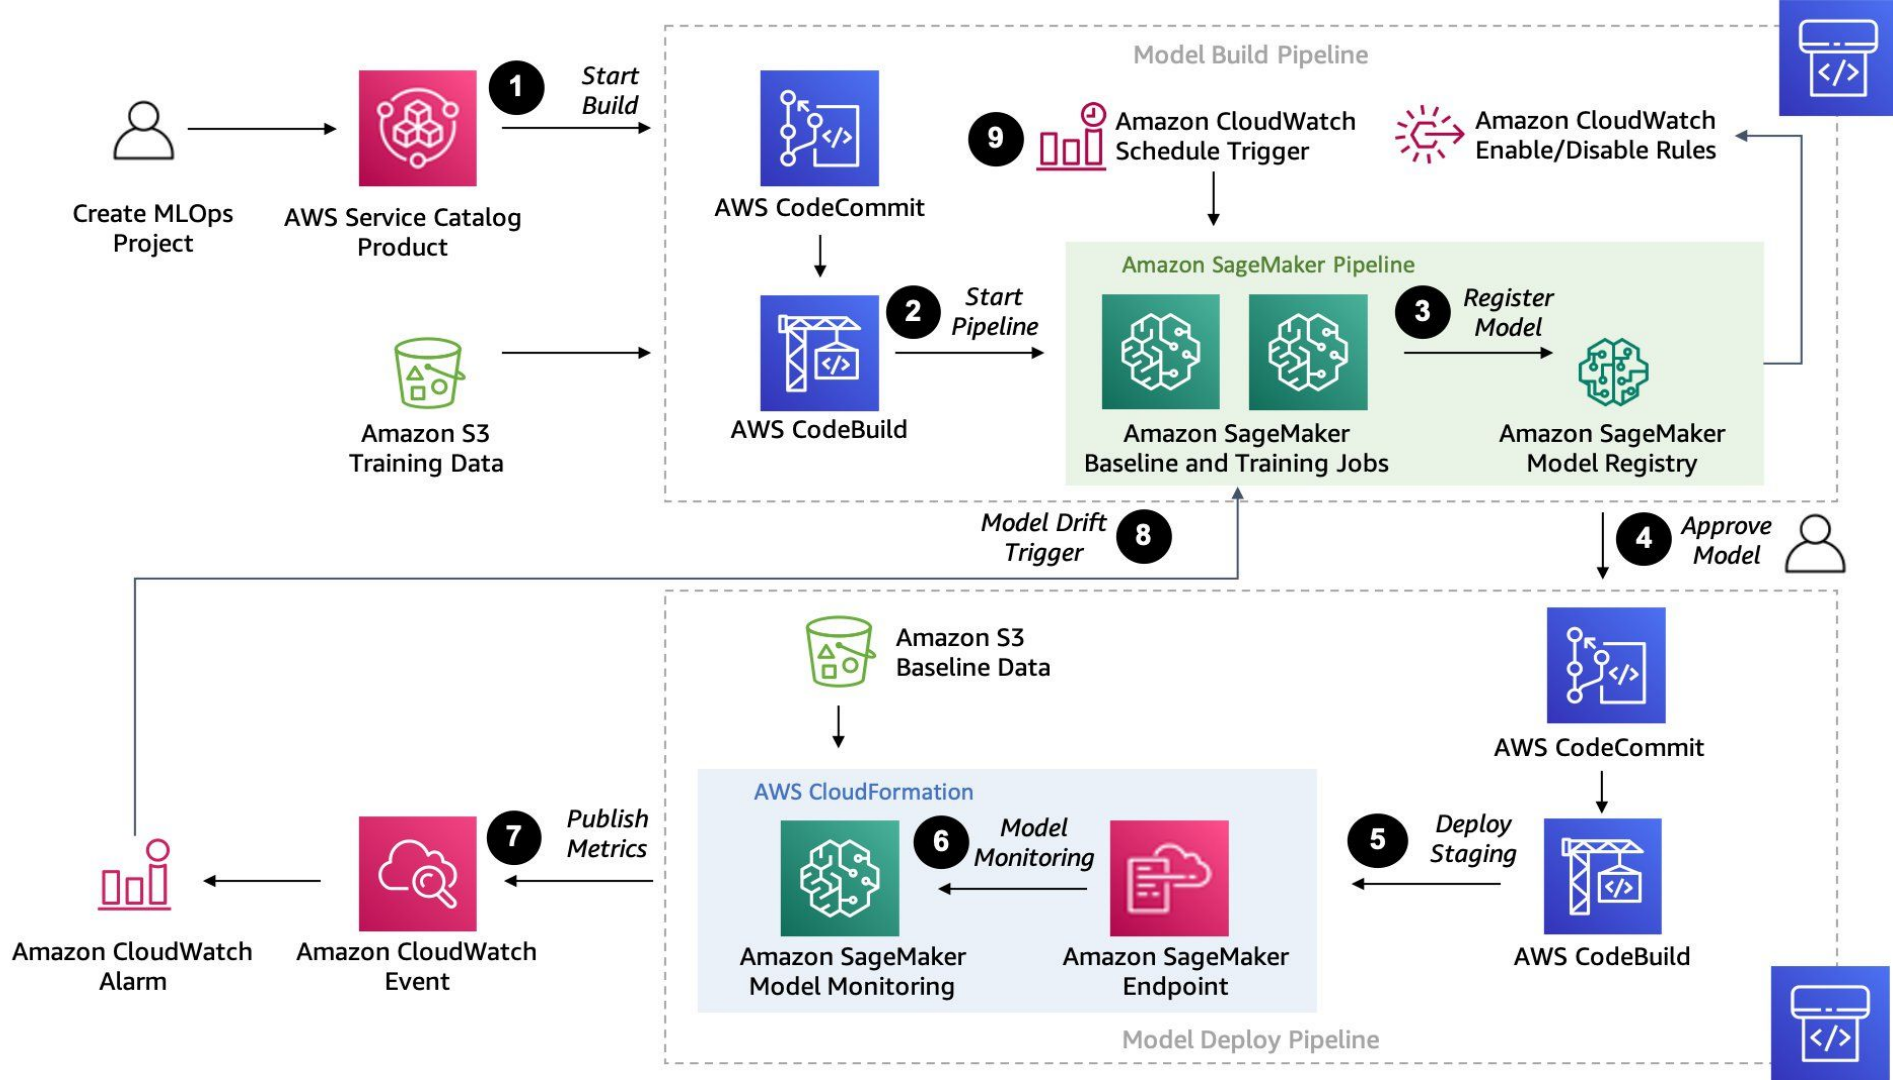 Model Build Pipeline
1
Start
Build
Create MLOps
Project
AWS Service Catalog
Product
</>
AWS CodeCommit
9
Amazon CloudWatch
Schedule Trigger
Amazon CloudWatch
Enable/Disable Rules
</>
Amazon S3
Training Data
</>
AWS CodeBuild
2
Start
Pipeline
Amazon SageMaker Pipeline
Amazon SageMaker
Baseline and Training Jobs
3
Register
Model
Amazon SageMaker
Model Registry
Model Drift
Trigger
8
4
Approve
Model
Amazon S3
Baseline Data
</>
AWS CodeCommit
AWS CloudFormation
5
Deploy
Staging
</>
AWS CodeBuild
6
Model
Monitoring
Amazon SageMaker
Model Monitoring
Amazon SageMaker
Endpoint
7
Publish
Metrics
Amazon CloudWatch
Event
Amazon CloudWatch
Alarm
Model Deploy Pipeline
</>